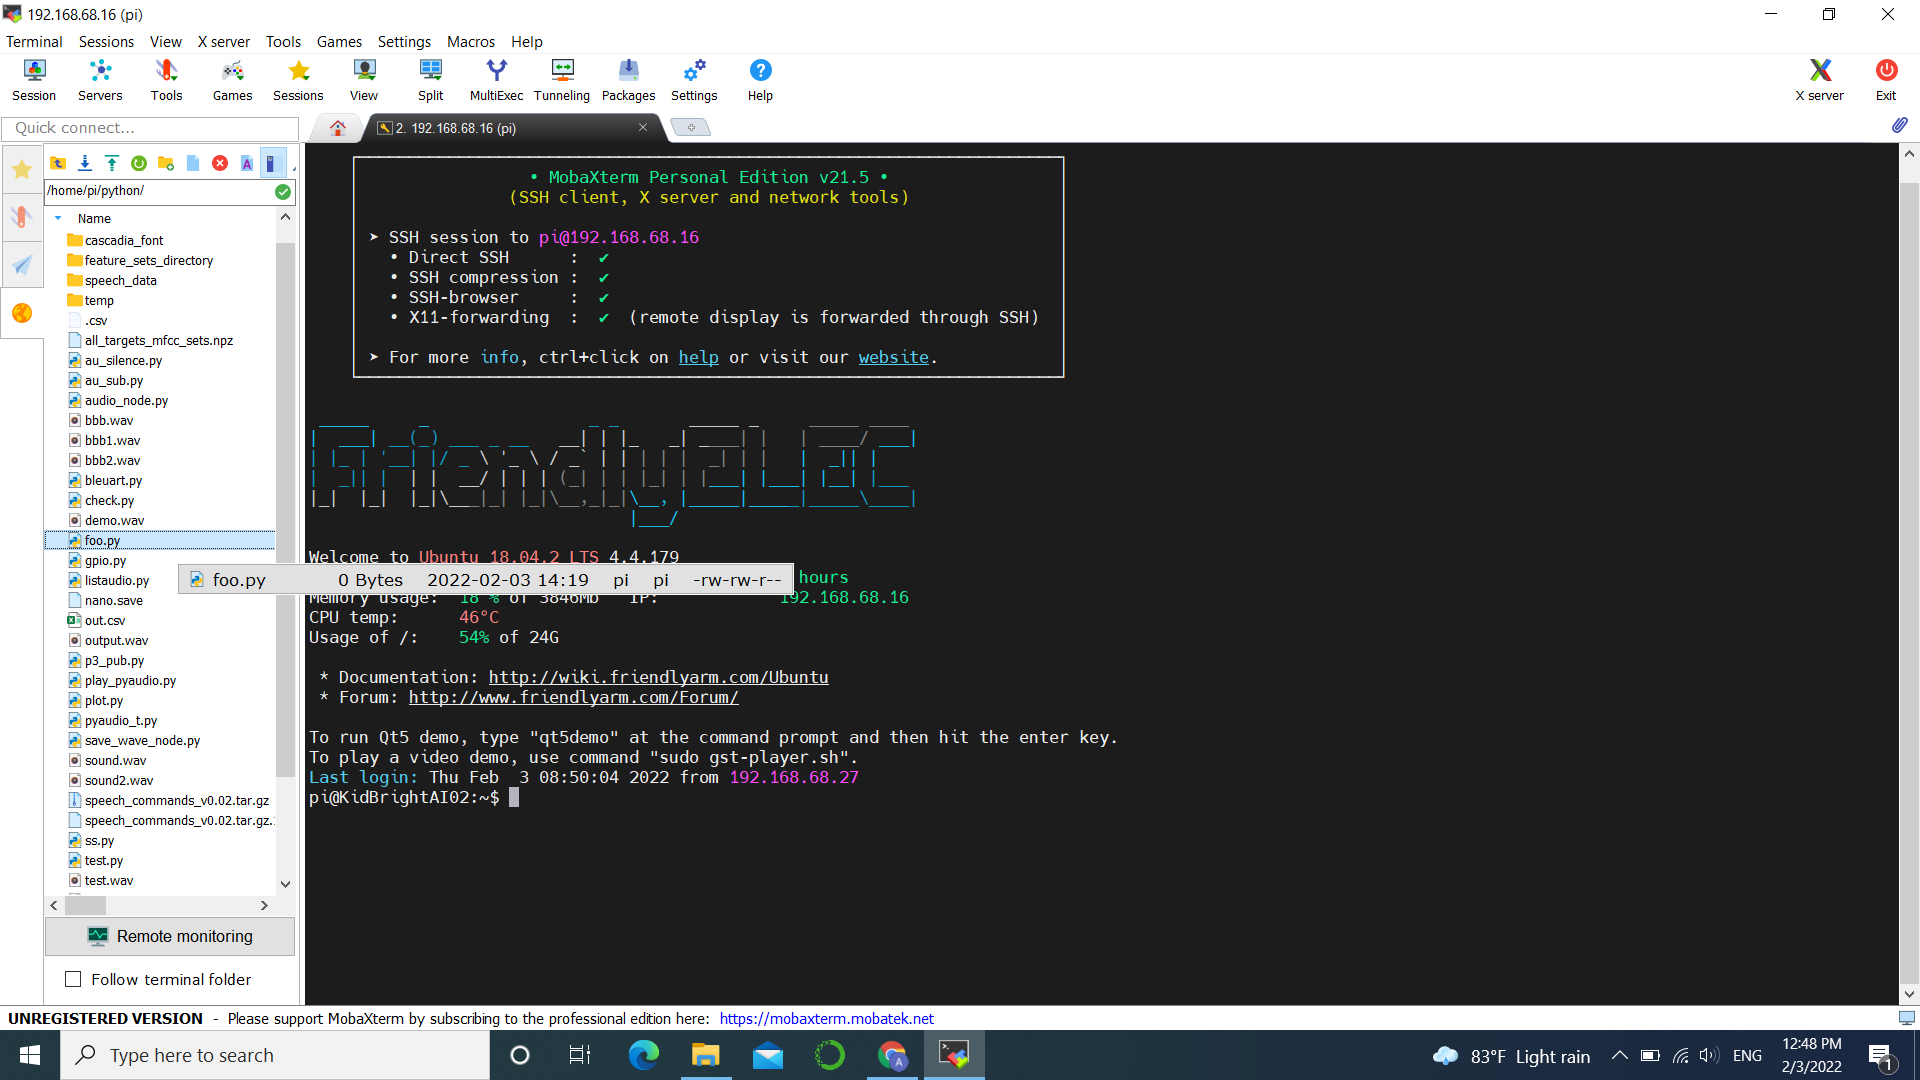 192.168.68.16 (pi)
Terminal Sessions View X server Tools Games Settings Macros Help
Session Servers Tools Games Sessions View Split MultiExec Tunneling Packages Settings Help X server Exit
Quick connect...
2. 192.168.68.16 (pi)
/home/pi/python/
Name
cascadia_font
feature_sets_directory
speech_data
temp
.csv
all_targets_mfcc_sets.npz
au_silence.py
au_sub.py
audio_node.py
bbb.wav
bbb1.wav
bbb2.wav
bleuart.py
check.py
demo.wav
foo.py
gpio.py
listaudio.py
nano.save
out.csv
output.wav
p3_pub.py
play_pyaudio.py
plot.py
pyaudio_t.py
save_wave_node.py
sound.wav
sound2.wav
speech_commands_v0.02.tar.gz
speech_commands_v0.02.tar.gz.
ss.py
test.py
test.wav
Remote monitoring
Follow terminal folder
• MobaXterm Personal Edition v21.5 •
(SSH client, X server and network tools)
➤ SSH session to pi@192.168.68.16
• Direct SSH : ✔
• SSH compression : ✔
• SSH-browser : ✔
• X11-forwarding : ✔ (remote display is forwarded through SSH)
➤ For more info, ctrl+click on help or visit our website.
FriendlyELEC
Welcome to Ubuntu 18.04.2 LTS 4.4.179
foo.py 0 Bytes 2022-02-03 14:19 pi pi -rw-rw-r--
hours
Memory usage: 18 % of 3846Mb IP: 192.168.68.16
CPU temp: 46°C
Usage of /: 54% of 24G
* Documentation: http://wiki.friendlyarm.com/Ubuntu
* Forum: http://www.friendlyarm.com/Forum/
To run Qt5 demo, type "qt5demo" at the command prompt and then hit the enter key.
To play a video demo, use command "sudo gst-player.sh".
Last login: Thu Feb 3 08:50:04 2022 from 192.168.68.27
pi@KidBrightAI02:~$
UNREGISTERED VERSION - Please support MobaXterm by subscribing to the professional edition here: https://mobaxterm.mobatek.net
Type here to search
83°F Light rain
ENG
12:48 PM
2/3/2022
1